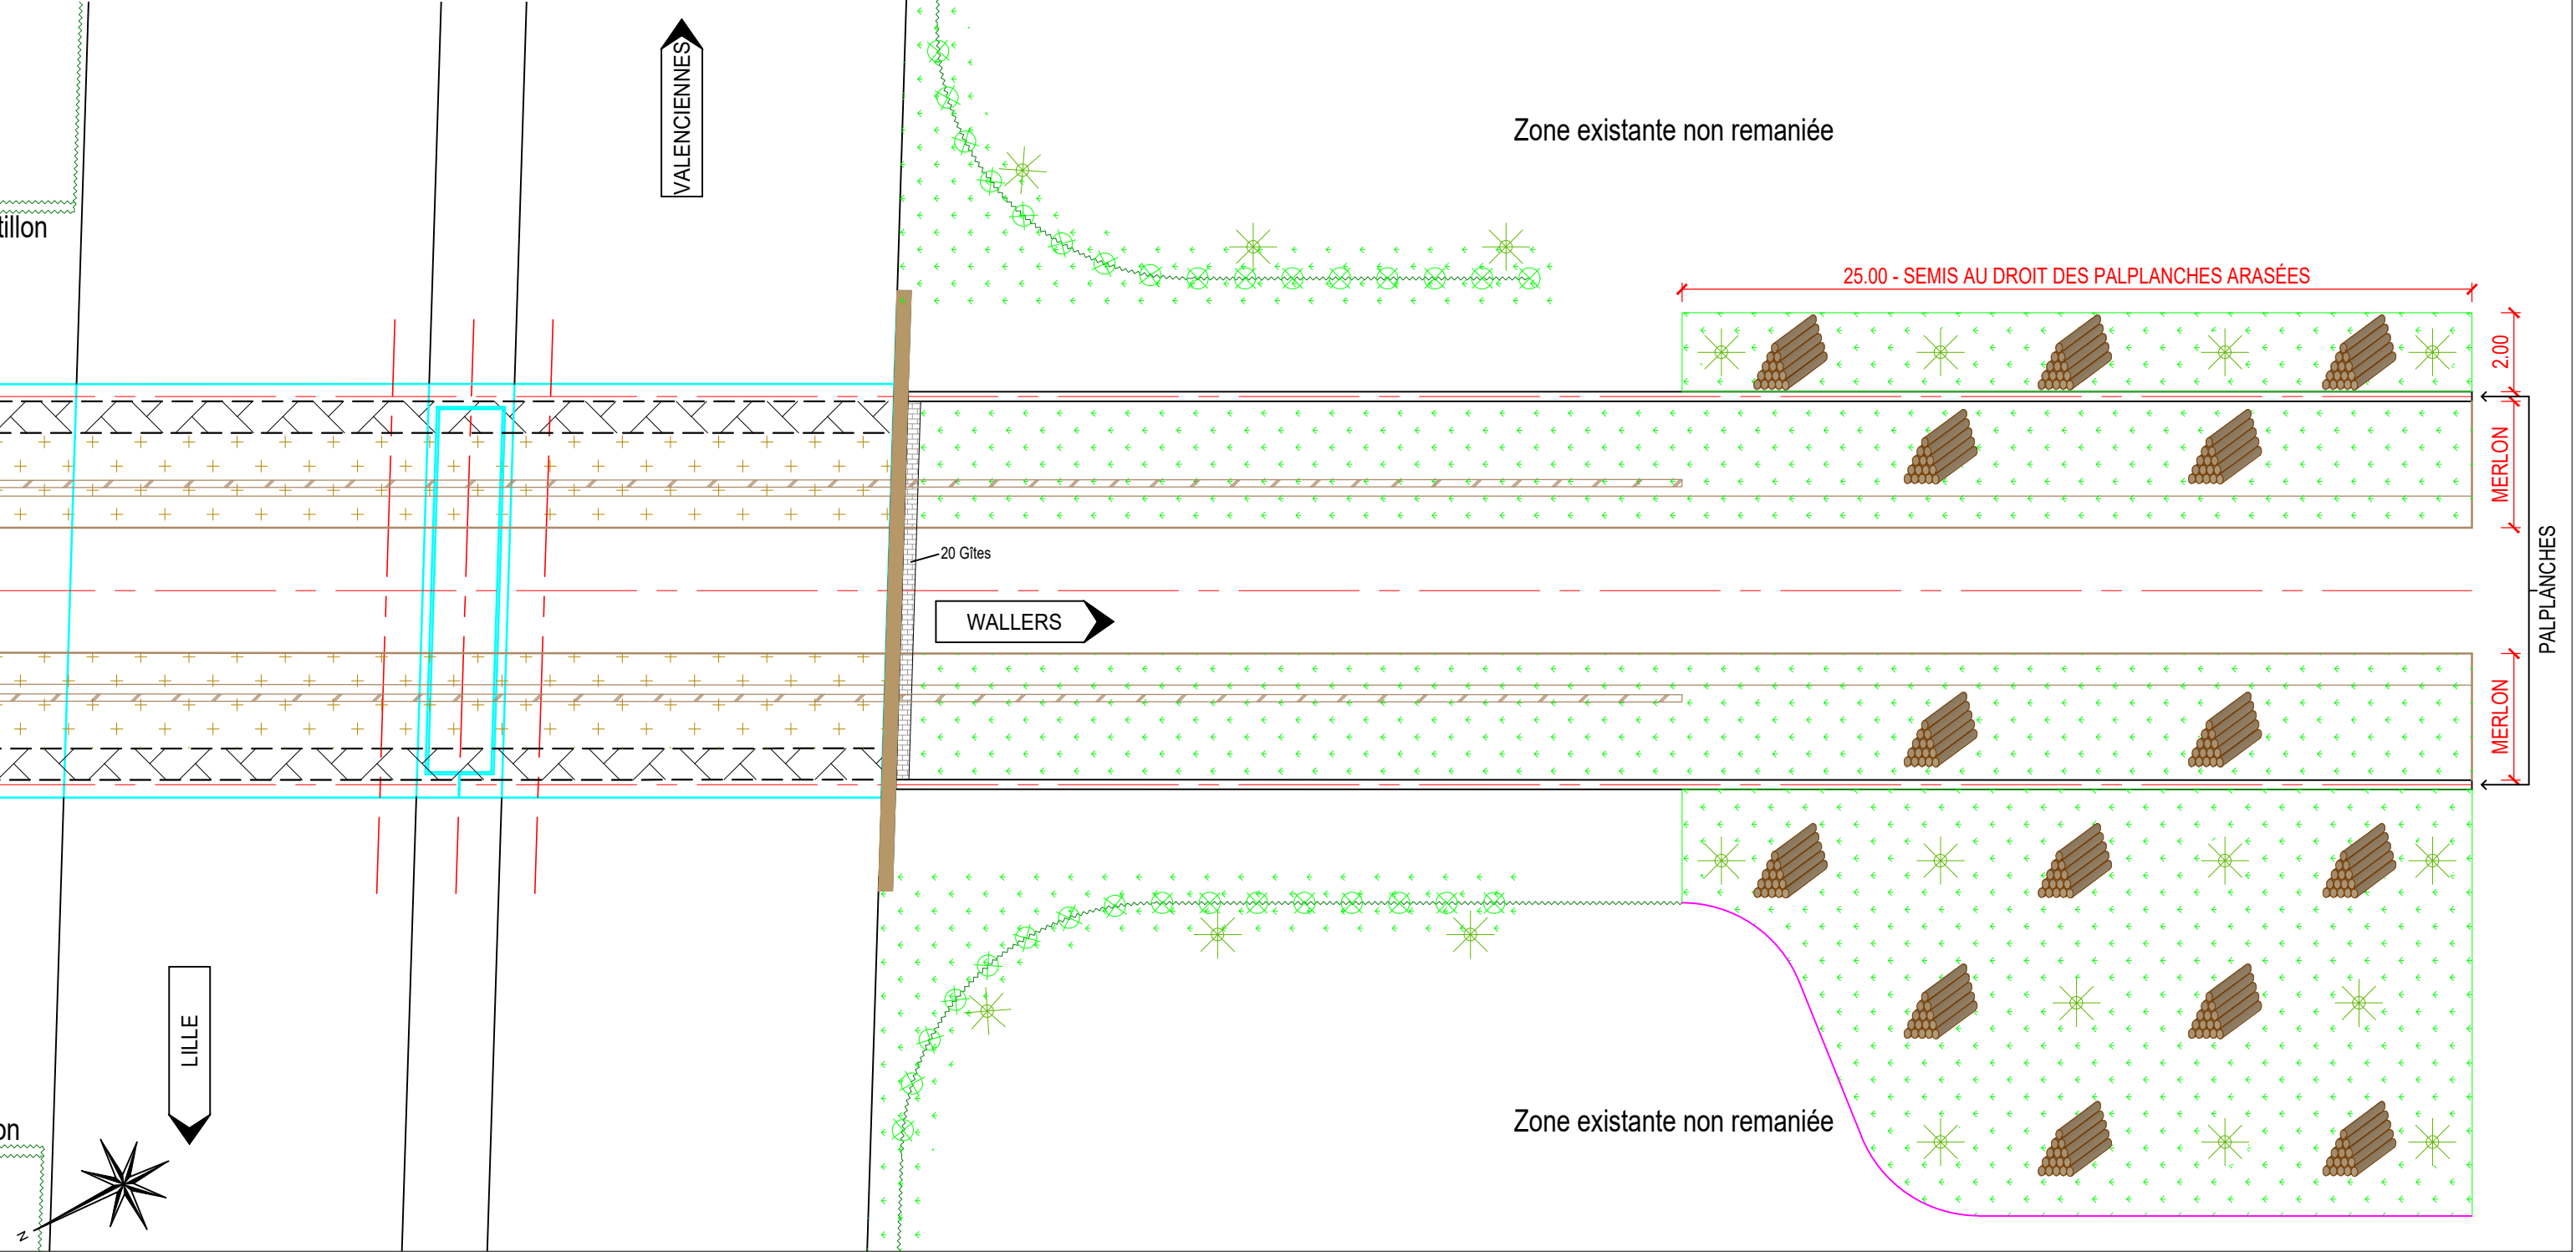 VALENCIENNES
Zone existante non remaniée
tillon
25.00 - SEMIS AU DROIT DES PALPLANCHES ARASÉES
2.00
MERLON
20 Gîtes
PALPLANCHES
WALLERS
MERLON
LILLE
Zone existante non remaniée
on
N